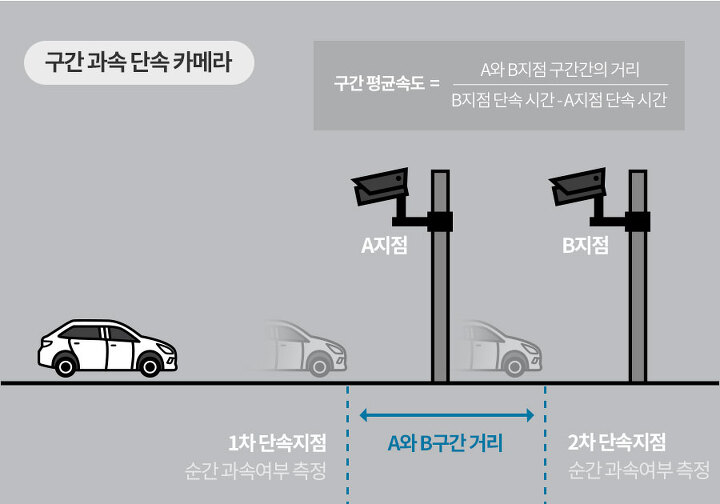 구간 과속 단속 카메라
구간 평균속도 =
A와 B지점 구간간의 거리
B지점 단속 시간 - A지점 단속 시간
A지점
B지점
1차 단속지점
순간 과속여부 측정
A와 B구간 거리
2차 단속지점
순간 과속여부 측정